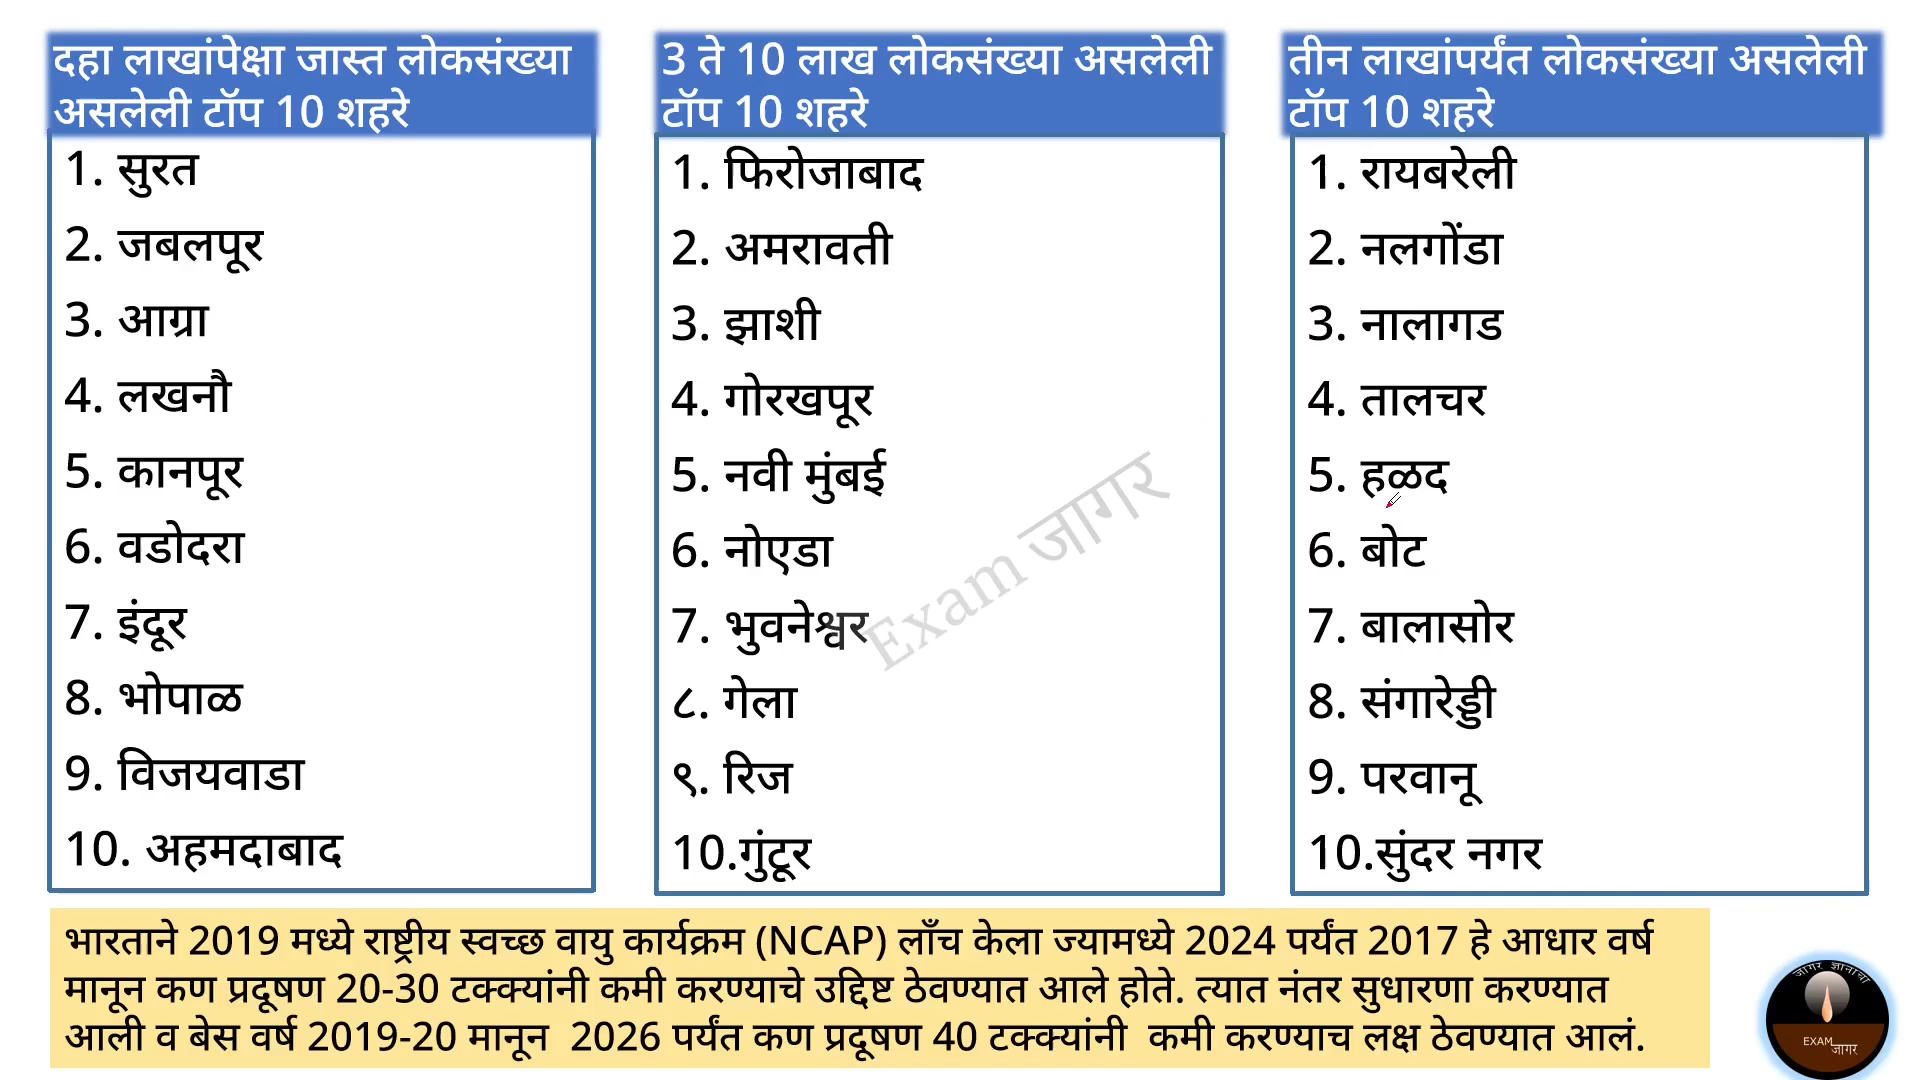 दहा लाखांपेक्षा जास्त लोकसंख्या
असलेली टॉप 10 शहरे
1. सुरत
2. जबलपूर
3. आग्रा
4. लखनौ
5. कानपूर
6. वडोदरा
7. इंदूर
8. भोपाळ
9. विजयवाडा
10. अहमदाबाद
3 ते 10 लाख लोकसंख्या असलेली
टॉप 10 शहरे
1. फिरोजाबाद
2. अमरावती
3. झाशी
4. गोरखपूर
5. नवी मुंबई
6. नोएडा
7. भुवनेश्वर
८. गेला
९. रिज
10.गुंटूर
Exam जागर
तीन लाखांपर्यंत लोकसंख्या असलेली
टॉप 10 शहरे
1. रायबरेली
2. नलगोंडा
3. नालागड
4. तालचर
5. हळद
6. बोट
7. बालासोर
8. संगारेड्डी
9. परवानू
10.सुंदर नगर
भारताने 2019 मध्ये राष्ट्रीय स्वच्छ वायु कार्यक्रम (NCAP) लाँच केला ज्यामध्ये 2024 पर्यंत 2017 हे आधार वर्ष
मानून कण प्रदूषण 20-30 टक्क्यांनी कमी करण्याचे उद्दिष्ट ठेवण्यात आले होते. त्यात नंतर सुधारणा करण्यात
आली व बेस वर्ष 2019-20 मानून 2026 पर्यंत कण प्रदूषण 40 टक्क्यांनी कमी करण्याच लक्ष ठेवण्यात आलं.
जागर ज्ञानाचा
EXAM
जागर